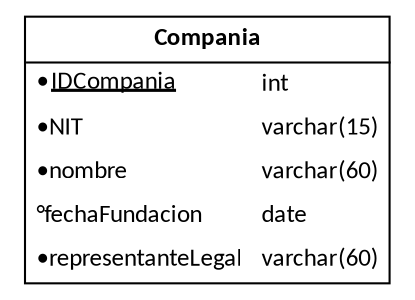 Compania
•IDCompania int
•NIT varchar(15)
•nombre varchar(60)
°fechaFundacion date
•representanteLegal varchar(60)